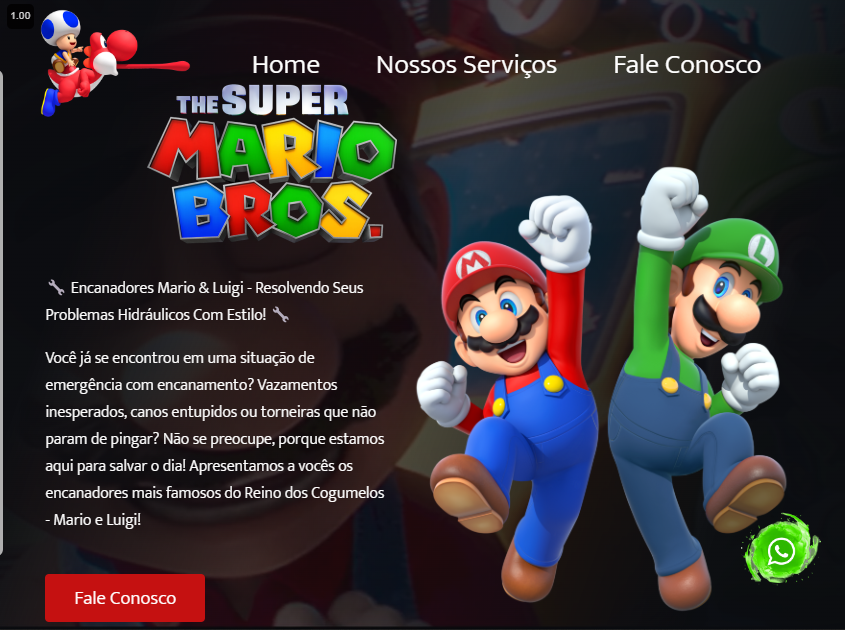 1.00
Home Nossos Serviços Fale Conosco
THE SUPER
MARIO
BROS.
🔧 Encanadores Mario & Luigi - Resolvendo Seus
Problemas Hidráulicos Com Estilo! 🔧
Você já se encontrou em uma situação de
emergência com encanamento? Vazamentos
inesperados, canos entupidos ou torneiras que não
param de pingar? Não se preocupe, porque estamos
aqui para salvar o dia! Apresentamos a vocês os
encanadores mais famosos do Reino dos Cogumelos
- Mario e Luigi!
M
L
Fale Conosco